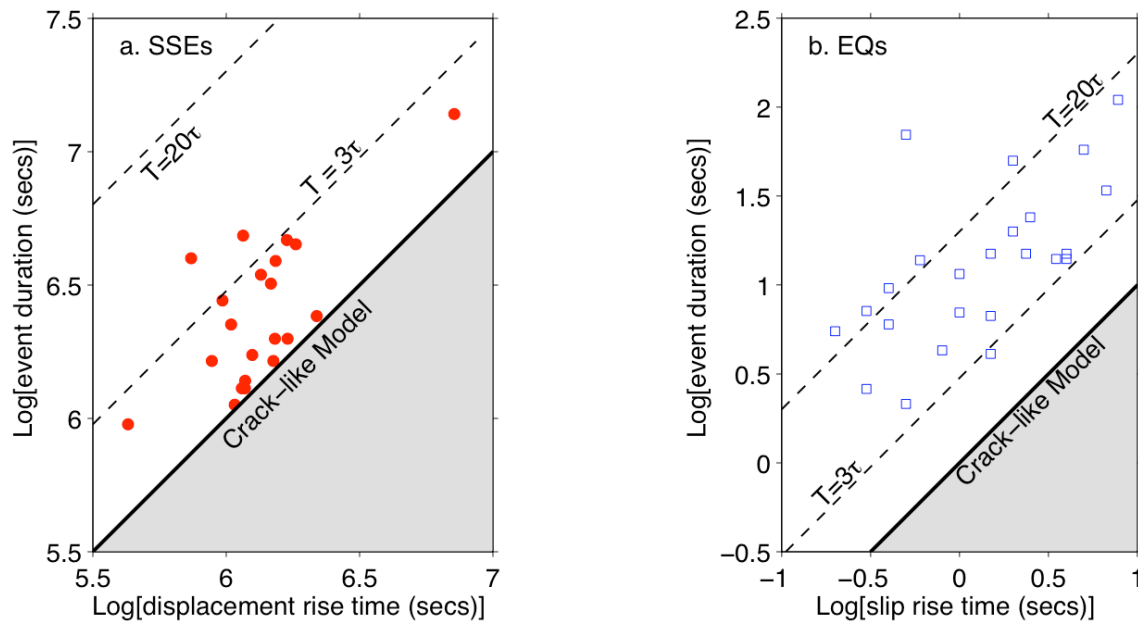 a. SSEs
T=20τ
T = 3τ
Crack–like Model
7.5
7
6.5
6
5.5
5.5
6
6.5
7
Log[event duration (secs)]
Log[displacement rise time (secs)]
b. EQs
T=20τ
T=3τ
Crack–like Model
2.5
2
1.5
1
0.5
0
−0.5
−1
−0.5
0
0.5
1
Log[event duration (secs)]
Log[slip rise time (secs)]